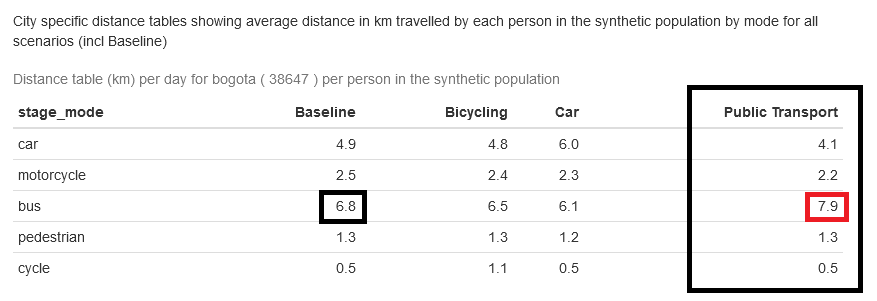 City specific distance tables showing average distance in km travelled by each person in the synthetic population by mode for all
scenarios (incl Baseline)
Distance table (km) per day for bogota ( 38647 ) per person in the synthetic population
stage_mode Baseline Bicycling Car Public Transport
car 4.9 4.8 6.0 4.1
motorcycle 2.5 2.4 2.3 2.2
bus 6.8 6.5 6.1 7.9
pedestrian 1.3 1.3 1.2 1.3
cycle 0.5 1.1 0.5 0.5